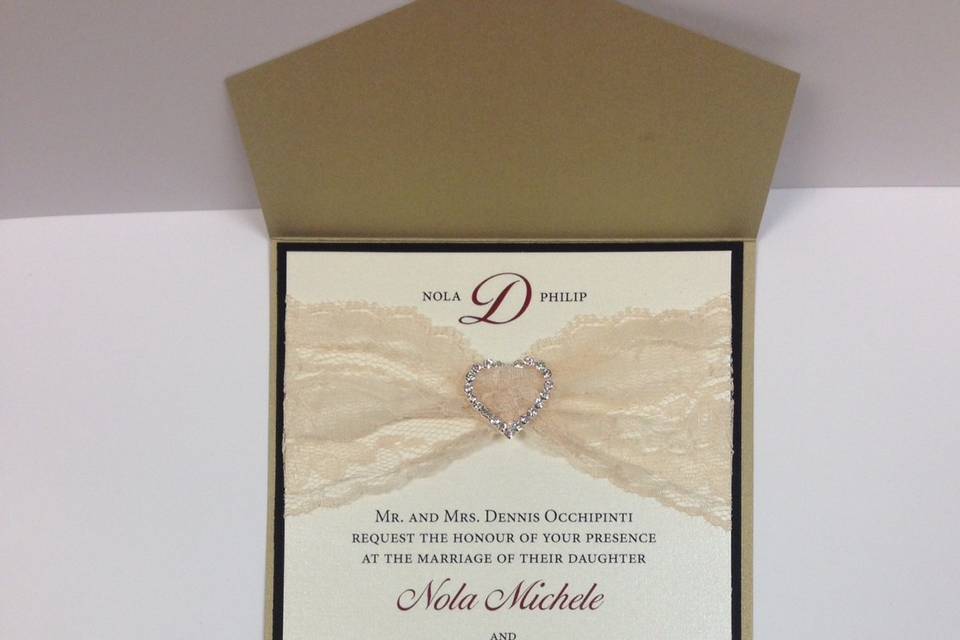 NOLA D PHILIP
MR. AND MRS. DENNIS OCCHIPINTI
REQUEST THE HONOUR OF YOUR PRESENCE
AT THE MARRIAGE OF THEIR DAUGHTER
Nola Michele
AND